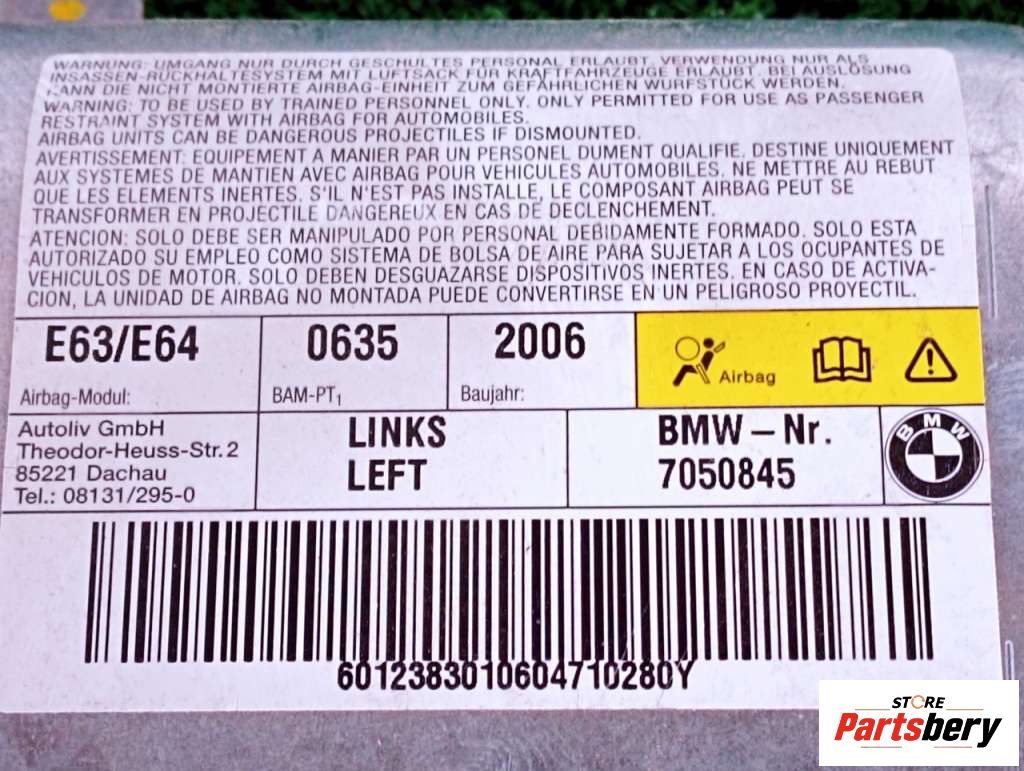 WARNUNG: UMGANG NUR DURCH GESCHULTES PERSONAL ERLAUBT. VERWENDUNG NUR ALS
INSASSEN-RÜCKHALTESYSTEM MIT LUFTSACK FÜR KRAFTFAHRZEUGE ERLAUBT. BEI AUSLÖSUNG
KANN DIE NICHT MONTIERTE AIRBAG-EINHEIT ZUM GEFÄHRLICHEN WURFSTÜCK WERDEN.
WARNING: TO BE USED BY TRAINED PERSONNEL ONLY. ONLY PERMITTED FOR USE AS PASSENGER
RESTRAINT SYSTEM WITH AIRBAG FOR AUTOMOBILES.
AIRBAG UNITS CAN BE DANGEROUS PROJECTILES IF DISMOUNTED.
AVERTISSEMENT: EQUIPEMENT A MANIER PAR UN PERSONEL DUMENT QUALIFIE. DESTINE UNIQUEMENT
AUX SYSTEMES DE MANTIEN AVEC AIRBAG POUR VEHICULES AUTOMOBILES. NE METTRE AU REBUT
QUE LES ELEMENTS INERTES. S'IL N'EST PAS INSTALLE, LE COMPOSANT AIRBAG PEUT SE
TRANSFORMER EN PROJECTILE DANGEREUX EN CAS DE DECLENCHEMENT.
ATENCION: SOLO DEBE SER MANIPULADO POR PERSONAL DEBIDAMENTE FORMADO. SOLO ESTA
AUTORIZADO SU EMPLEO COMO SISTEMA DE BOLSA DE AIRE PARA SUJETAR A LOS OCUPANTES DE
VEHICULOS DE MOTOR. SOLO DEBEN DESGUAZARSE DISPOSITIVOS INERTES. EN CASO DE ACTIVA-
CION, LA UNIDAD DE AIRBAG NO MONTADA PUEDE CONVERTIRSE EN UN PELIGROSO PROYECTIL.
E63/E64
Airbag-Modul:
0635
BAM-PT1
2006
Baujahr:
Airbag
Autoliv GmbH
Theodor-Heuss-Str. 2
85221 Dachau
Tel.: 08131/295-0
LINKS
LEFT
BMW – Nr.
7050845
BMW
6012383010604710280Y
STORE
Partsbery